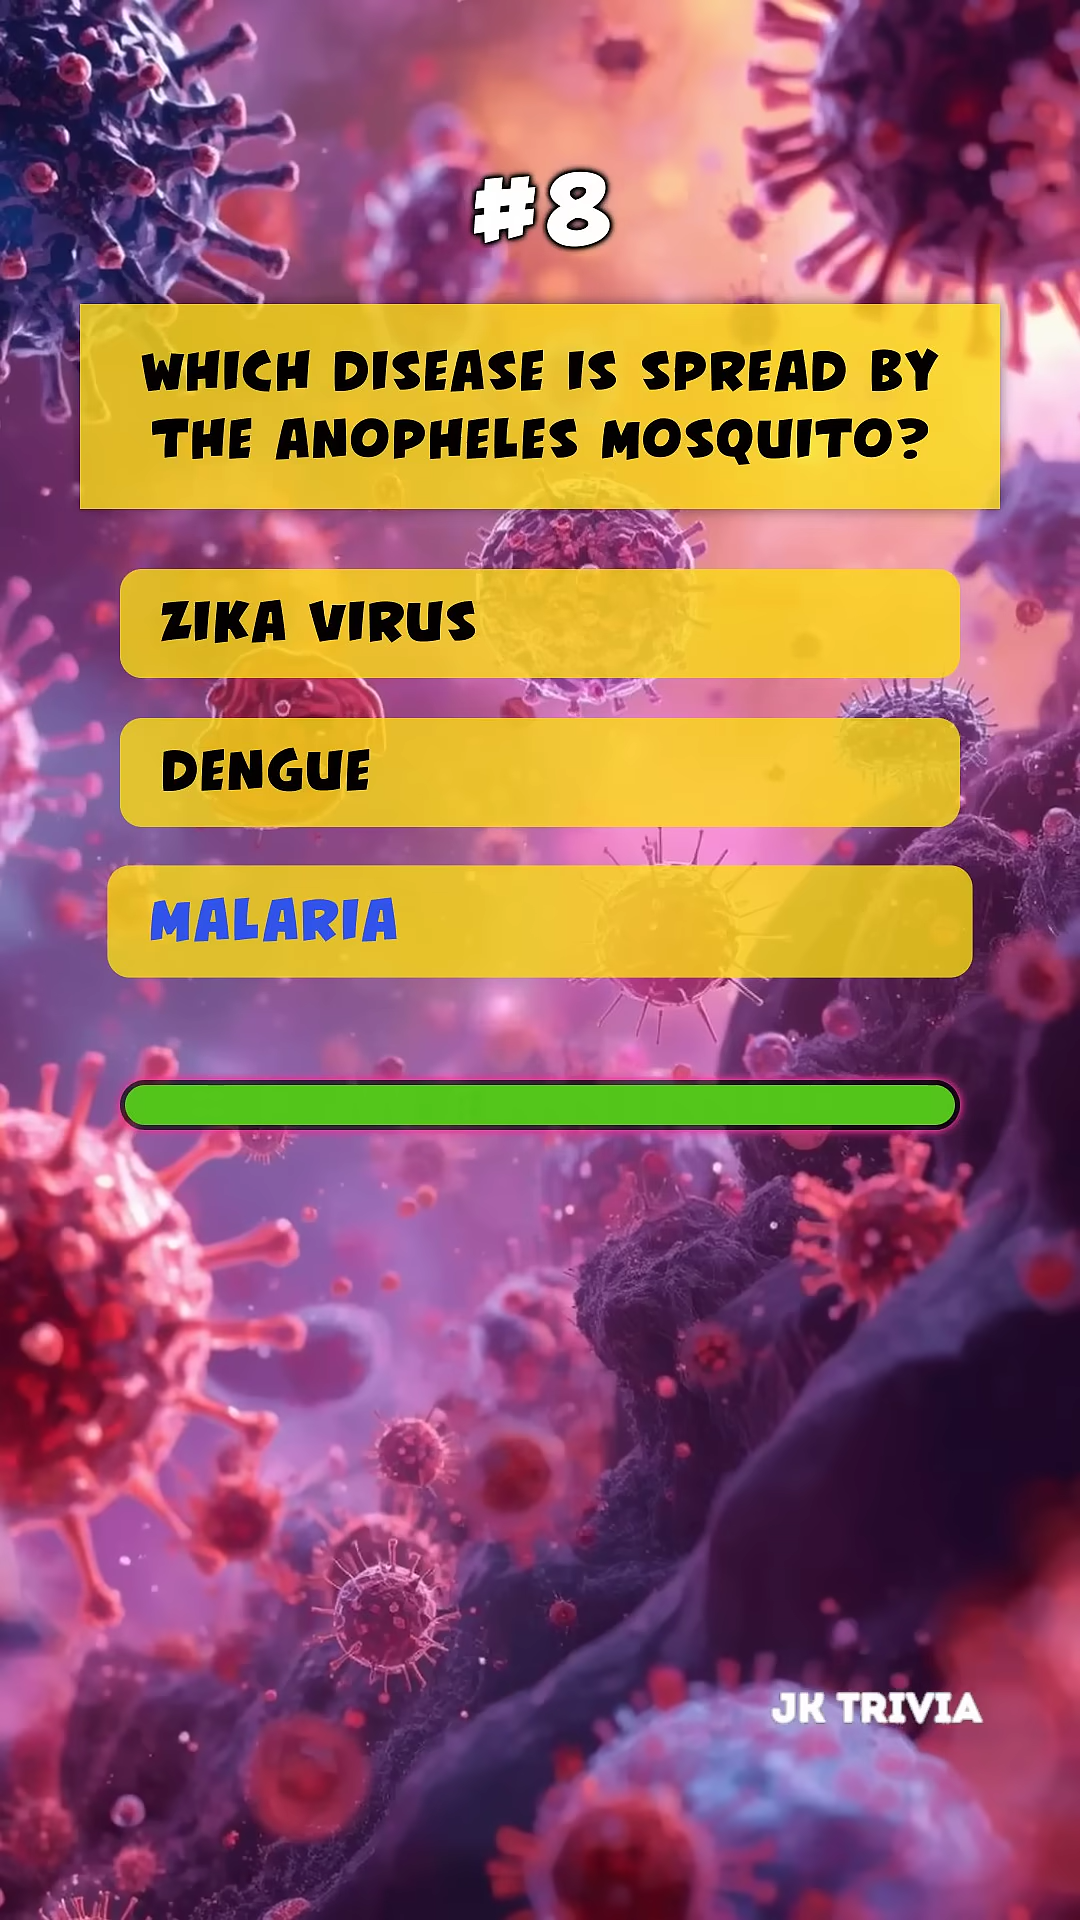 #8
WHICH DISEASE IS SPREAD BY
THE ANOPHELES MOSQUITO?
ZIKA VIRUS
DENGUE
MALARIA
JK TRIVIA